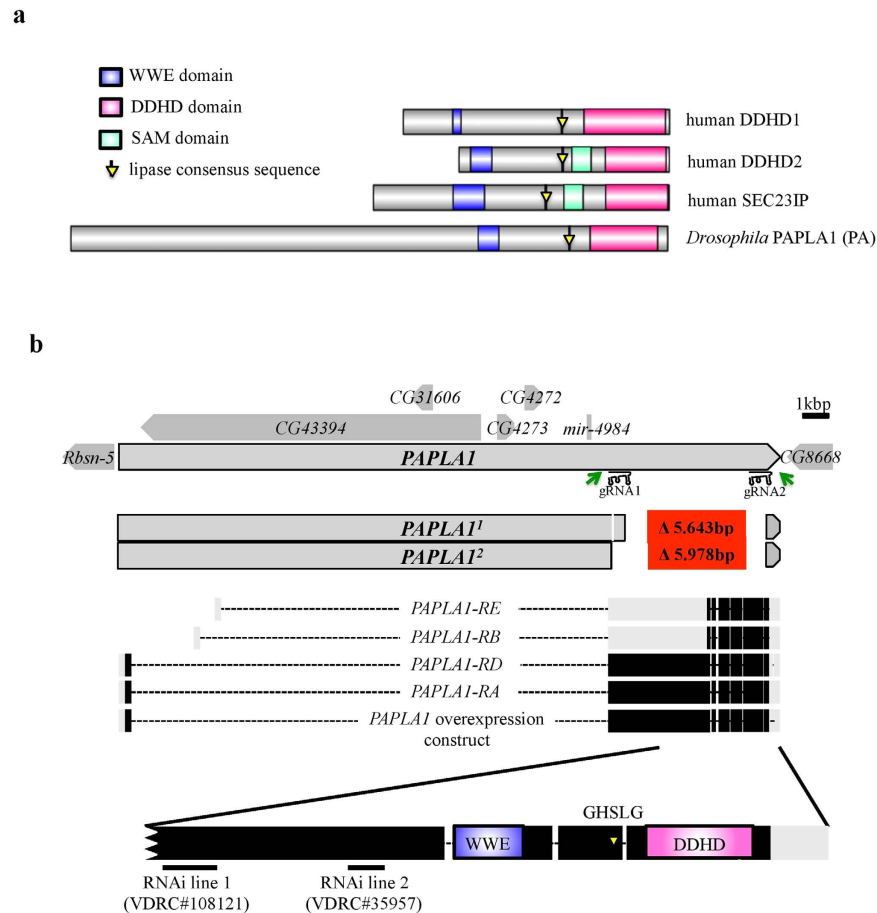 a
WWE domain
DDHD domain
SAM domain
lipase consensus sequence
human DDHD1
human DDHD2
human SEC23IP
Drosophila PAPLA1 (PA)
b
CG31606 CG4272
1kbp
CG43394 CG4273 mir-4984
Rbsn-5 PAPLA1 CG8668
gRNA1 gRNA2
PAPLA1¹ Δ 5.643bp
PAPLA1² Δ 5.978bp
PAPLA1-RE
PAPLA1-RB
PAPLA1-RD
PAPLA1-RA
PAPLA1 overexpression
construct
GHSLG
WWE DDHD
RNAi line 1 RNAi line 2
(VDRC#108121) (VDRC#35957)